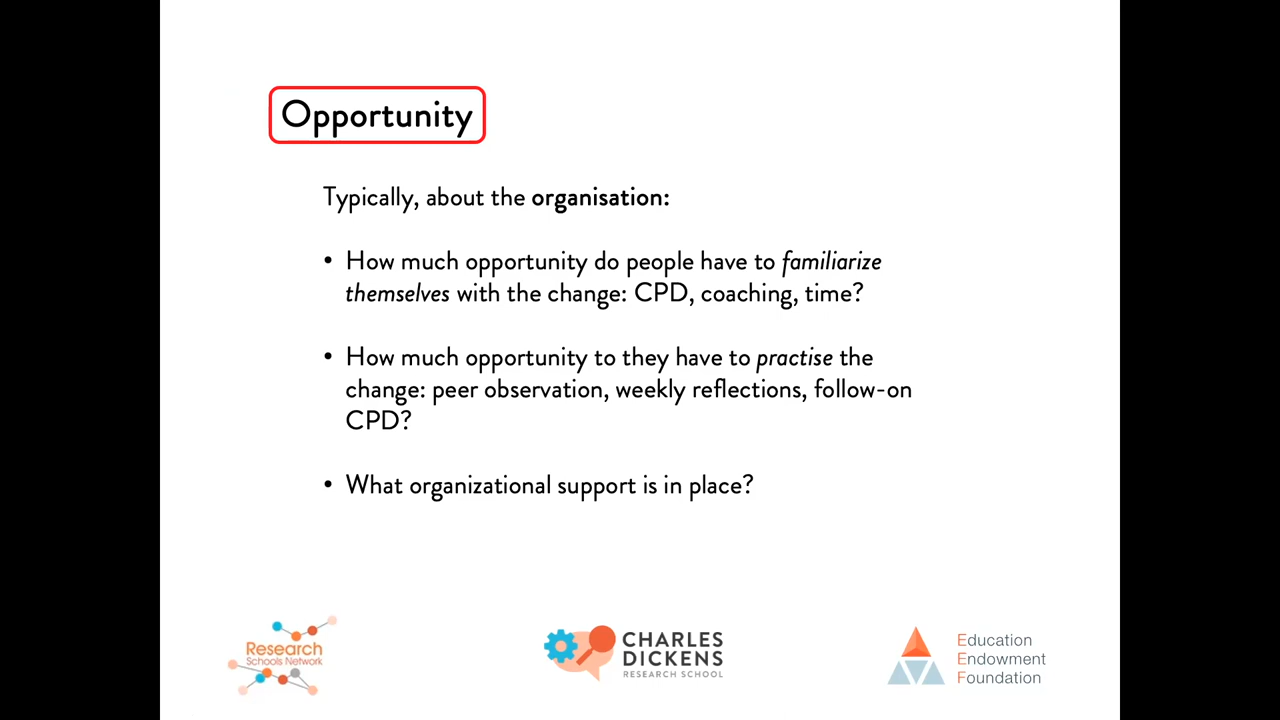 Opportunity
Typically, about the organisation:
• How much opportunity do people have to familiarize
themselves with the change: CPD, coaching, time?
• How much opportunity to they have to practise the
change: peer observation, weekly reflections, follow-on
CPD?
• What organizational support is in place?
Research
Schools Network
CHARLES
DICKENS
RESEARCH SCHOOL
Education
Endowment
Foundation